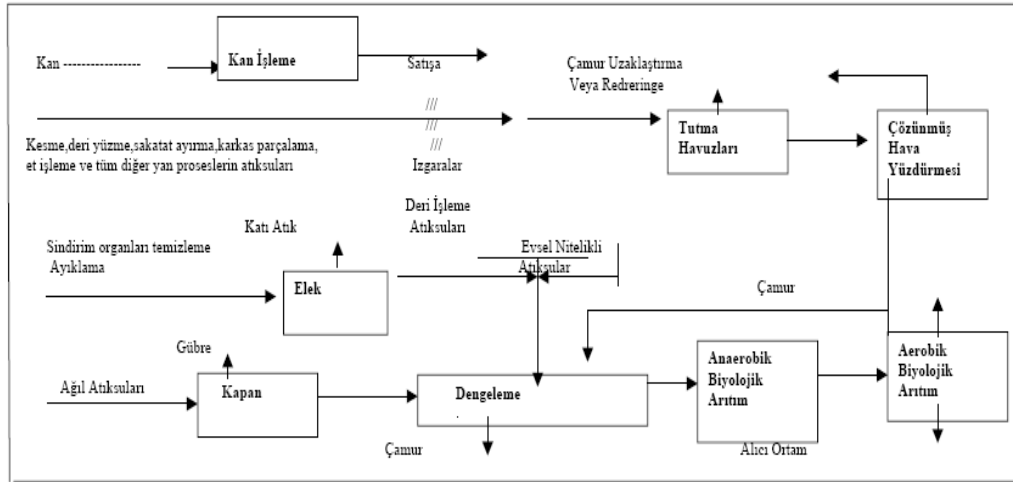 Kan -----------------
Kan İşleme
Satışa
Çamur Uzaklaştırma
Veya Redreringe
///
///
///
Kesme,deri yüzme,sakatat ayırma,karkas parçalama,
et işleme ve tüm diğer yan proseslerin atıksuları
Izgaralar
Tutma
Havuzları
Çözünmüş
Hava
Yüzdürmesi
Deri İşleme
Atıksuları
Katı Atık
Sindirim organları temizleme
Ayıklama
Elek
Evsel Nitelikli
Atıksular
Çamur
Gübre
Ağıl Atıksuları
Kapan
Dengeleme
Anaerobik
Biyolojik
Arıtım
Aerobik
Biyolojik
Arıtım
Çamur
Alıcı Ortam